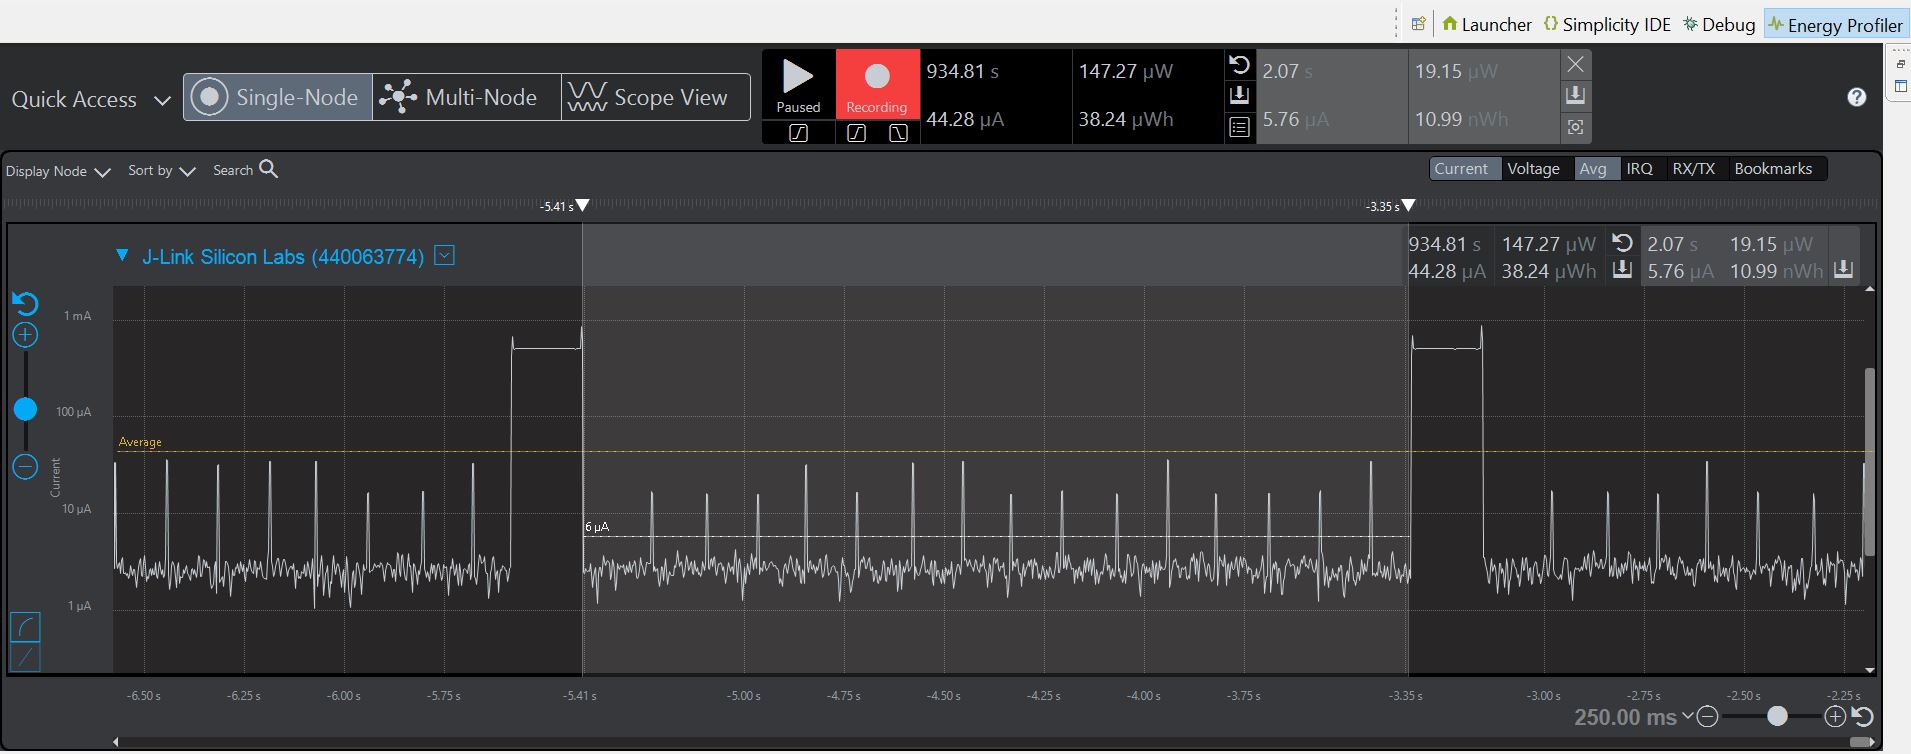 Launcher Simplicity IDE Debug Energy Profiler
Quick Access Single-Node Multi-Node Scope View
Paused Recording
934.81 s 147.27 µW 2.07 s 19.15 µW
44.28 µA 38.24 µWh 5.76 µA 10.99 nWh
?
Display Node Sort by Search
Current Voltage Avg IRQ RX/TX Bookmarks
-5.41 s -3.35 s
J-Link Silicon Labs (440063774)
934.81 s 147.27 µW 2.07 s 19.15 µW
44.28 µA 38.24 µWh 5.76 µA 10.99 nWh
1 mA
100 µA
Average
Current
10 µA
6 µA
1 µA
-6.50 s -6.25 s -6.00 s -5.75 s -5.41 s -5.00 s -4.75 s -4.50 s -4.25 s -4.00 s -3.75 s -3.35 s -3.00 s -2.75 s -2.50 s -2.25 s
250.00 ms